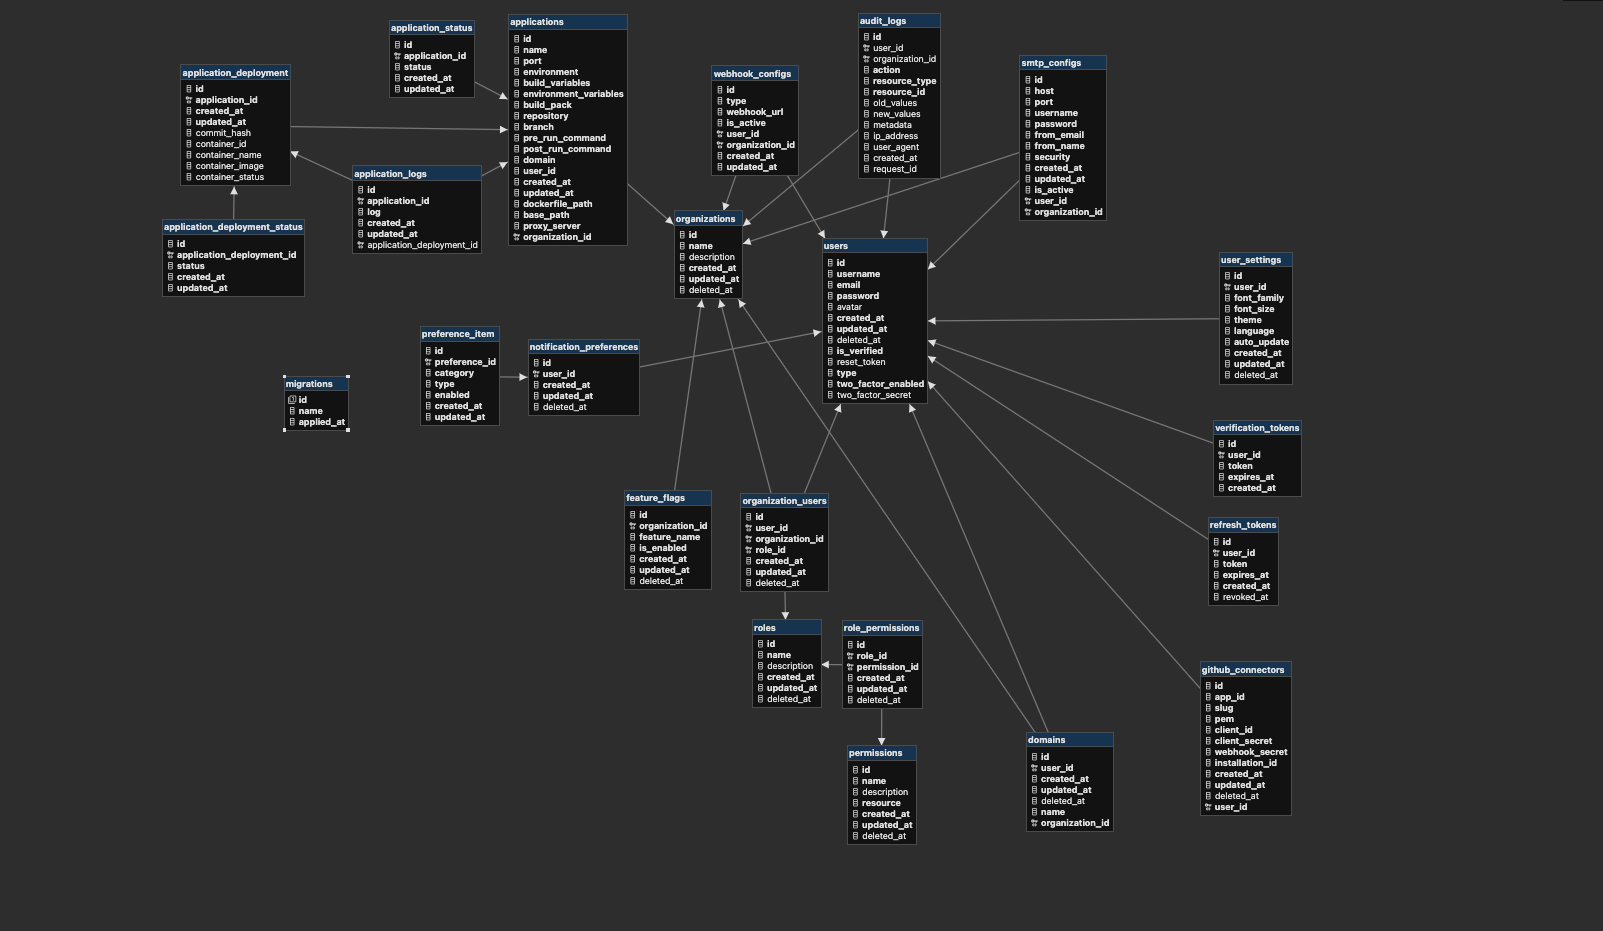 application_status
id
application_id
status
created_at
updated_at
applications
id
name
port
environment
build_variables
environment_variables
build_pack
repository
branch
pre_run_command
post_run_command
domain
user_id
created_at
updated_at
dockerfile_path
base_path
proxy_server
organization_id
audit_logs
id
user_id
organization_id
action
resource_type
resource_id
old_values
new_values
metadata
ip_address
user_agent
created_at
request_id
smtp_configs
id
host
port
username
password
from_email
from_name
security
created_at
updated_at
is_active
user_id
organization_id
application_deployment
id
application_id
created_at
updated_at
commit_hash
container_id
container_name
container_image
container_status
webhook_configs
id
type
webhook_url
is_active
user_id
organization_id
created_at
updated_at
application_logs
id
application_id
log
created_at
updated_at
application_deployment_id
application_deployment_status
id
application_deployment_id
status
created_at
updated_at
organizations
id
name
description
created_at
updated_at
deleted_at
users
id
username
email
password
avatar
created_at
updated_at
deleted_at
is_verified
reset_token
type
two_factor_enabled
two_factor_secret
user_settings
id
user_id
font_family
font_size
theme
language
auto_update
created_at
updated_at
deleted_at
preference_item
id
preference_id
category
type
enabled
created_at
updated_at
notification_preferences
id
user_id
created_at
updated_at
deleted_at
migrations
id
name
applied_at
verification_tokens
id
user_id
token
expires_at
created_at
feature_flags
id
organization_id
feature_name
is_enabled
created_at
updated_at
deleted_at
organization_users
id
user_id
organization_id
role_id
created_at
updated_at
deleted_at
refresh_tokens
id
user_id
token
expires_at
created_at
revoked_at
roles
id
name
description
created_at
updated_at
deleted_at
role_permissions
id
role_id
permission_id
created_at
updated_at
deleted_at
github_connectors
id
app_id
slug
pem
client_id
client_secret
webhook_secret
installation_id
created_at
updated_at
deleted_at
user_id
permissions
id
name
description
resource
created_at
updated_at
deleted_at
domains
id
user_id
created_at
updated_at
deleted_at
name
organization_id